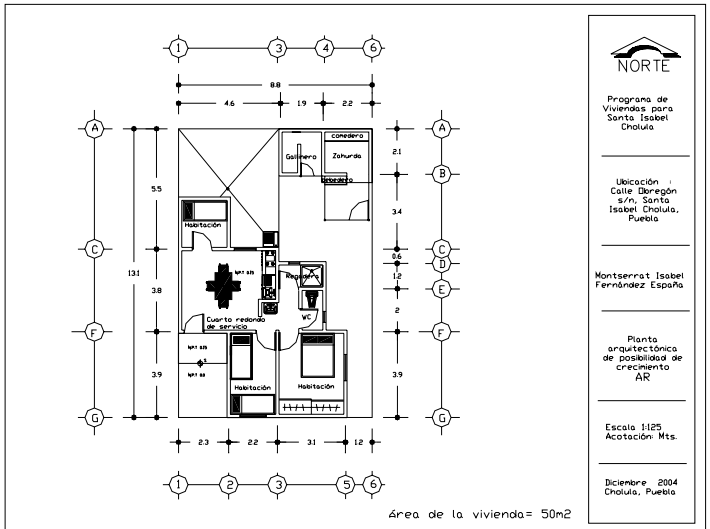 1 3 4 6
8.8
4.6 1.9 2.2
A A
comedero
Gallinero Zahurda
2.1
bebedero
B
5.5
3.4
Habitación
C C
0.6
D
13.1
Regadera
1.2
E
3.8
WC
2
Cuarto redondo
de servicio
F F
Habitación Habitación
3.9 3.9
G G
2.3 2.2 3.1 1.2
1 2 3 5 6
área de la vivienda= 50m2
NORTE
Programa de
Viviendas para
Santa Isabel
Cholula
Ubicación :
Calle Obregón
s/n, Santa
Isabel Cholula,
Puebla
Montserrat Isabel
Fernández España
Planta
arquitectónica
de posibilidad de
crecimiento
AR
Escala 1:125
Acotación: Mts.
Diciembre 2004
Cholula, Puebla